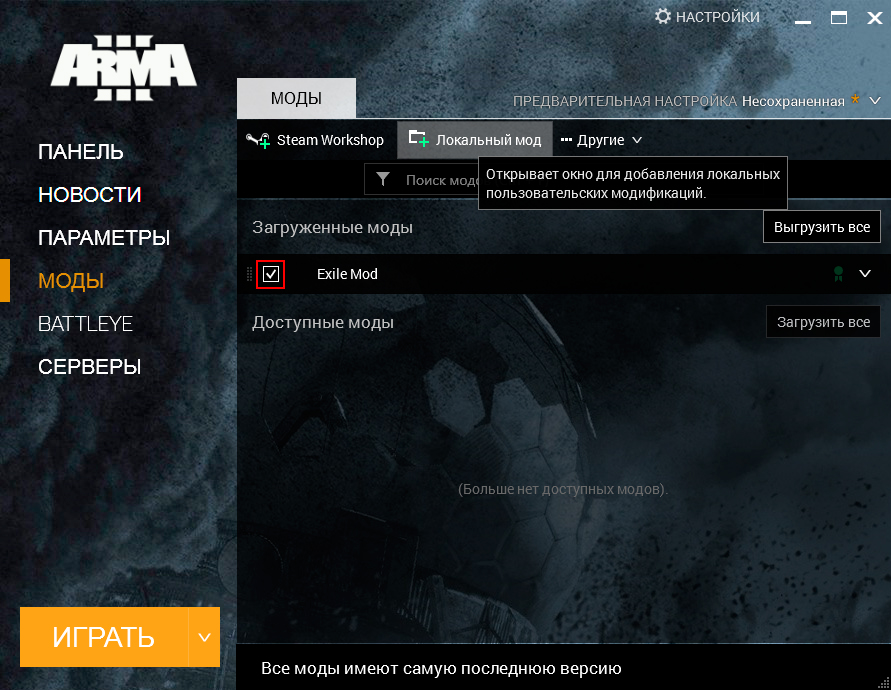 НАСТРОЙКИ
ARMA III
МОДЫ
ПРЕДВАРИТЕЛЬНАЯ НАСТРОЙКА Несохраненная *
ПАНЕЛЬ
НОВОСТИ
ПАРАМЕТРЫ
МОДЫ
BATTLEYE
СЕРВЕРЫ
Steam Workshop
Локальный мод
Другие
Поиск мод
Открывает окно для добавления локальных
пользовательских модификаций.
Загруженные моды
Выгрузить все
Exile Mod
Доступные моды
Загрузить все
(Больше нет доступных модов).
ИГРАТЬ
Все моды имеют самую последнюю версию